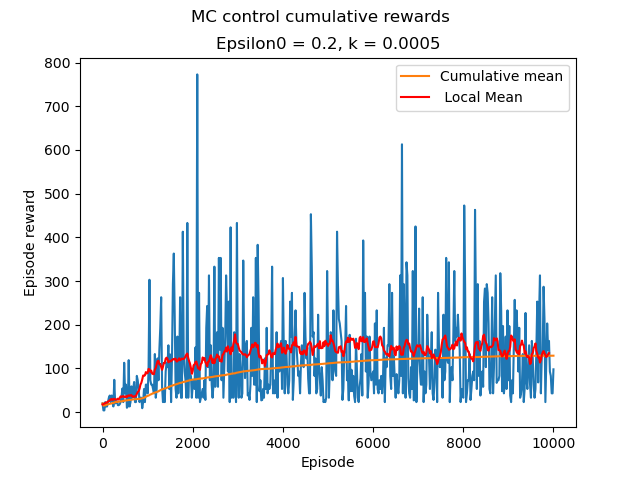 MC control cumulative rewards
Epsilon0 = 0.2, k = 0.0005
Cumulative mean
Local Mean
Episode reward
800
700
600
500
400
300
200
100
0
0 2000 4000 6000 8000 10000
Episode